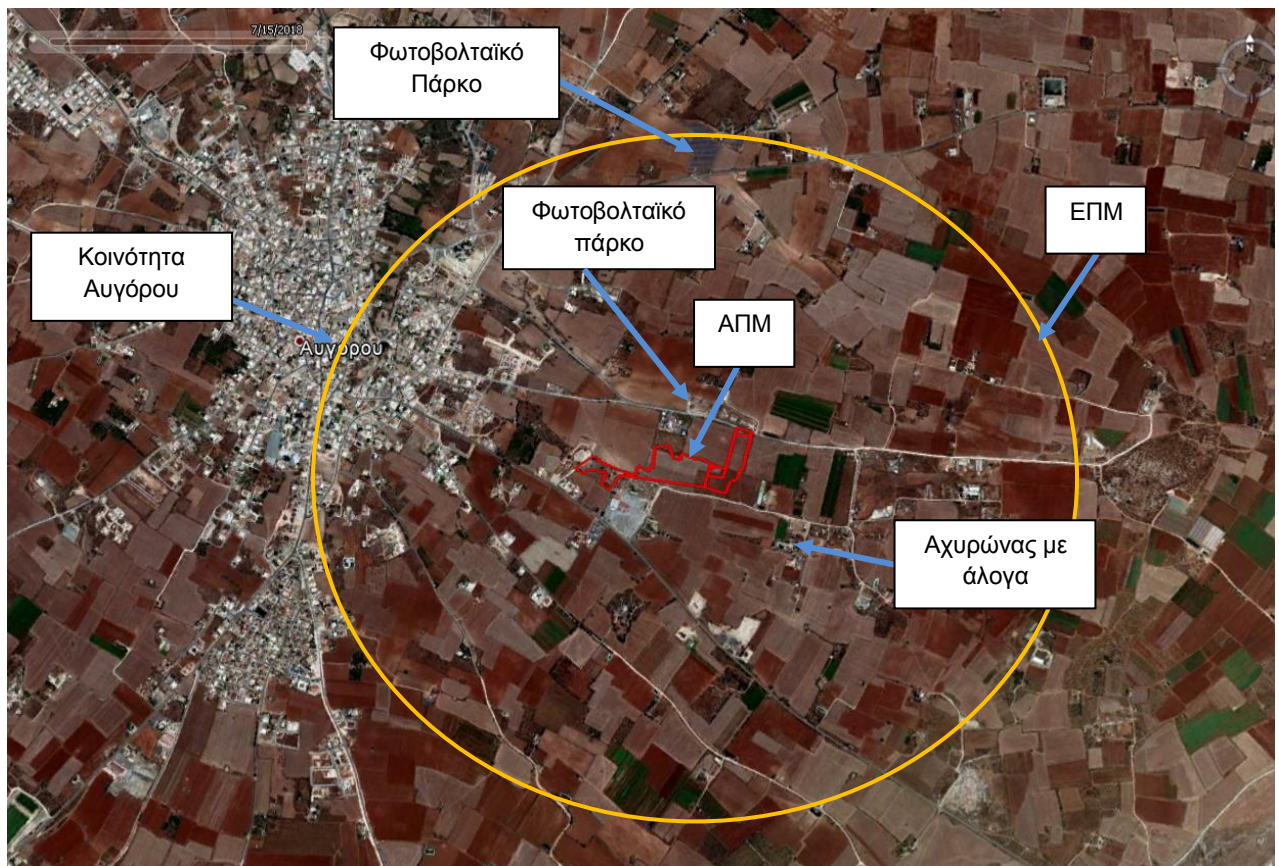 7/15/2018
Φωτοβολταϊκό
Πάρκο
N
Φωτοβολταϊκό
πάρκο
ΕΠΜ
Κοινότητα
Αυγόρου
ΑΠΜ
Αυγόρου
Αχυρώνας με
άλογα